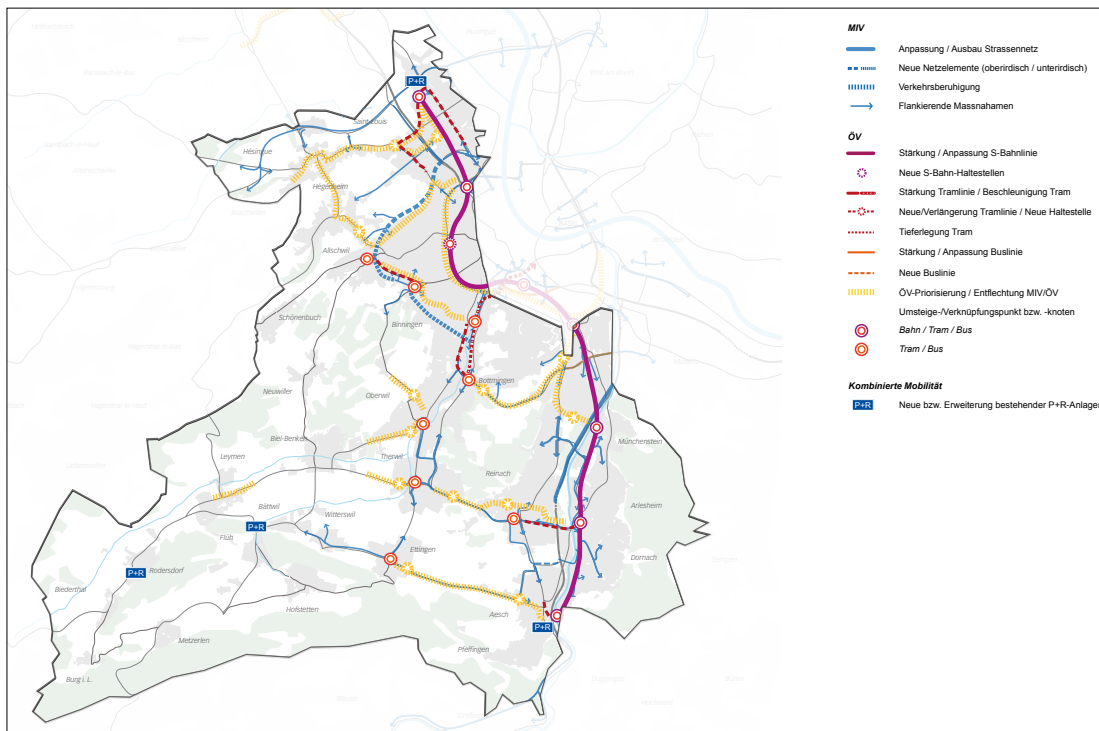 MIV
Anpassung / Ausbau Strassennetz
Neue Netzelemente (oberirdisch / unterirdisch)
Verkehrsberuhigung
Flankierende Massnahamen
ÖV
Stärkung / Anpassung S-Bahnlinie
Neue S-Bahn-Haltestellen
Stärkung Tramlinie / Beschleunigung Tram
Neue/Verlängerung Tramlinie / Neue Haltestelle
Tieferlegung Tram
Stärkung / Anpassung Buslinie
Neue Buslinie
ÖV-Priorisierung / Entflechtung MIV/ÖV
Umsteige-/Verknüpfungspunkt bzw. -knoten
Bahn / Tram / Bus
Tram / Bus
Kombinierte Mobilität
P+R
Neue bzw. Erweiterung bestehender P+R-Anlagen
P+R
Saint-Louis
Hésingue
Hégenheim
Allschwil
Schönenbuch
Binningen
Bottmingen
Neuwiller
Oberwil
Biel-Benken
Leymen
Therwil
Reinach
Münchenstein
Arlesheim
Bättwil
Witterswil
P+R
Flüh
Ettingen
Dornach
P+R
Rodersdorf
Biederthal
Hofstetten
Aesch
P+R
Metzerlen
Pfeffingen
Burg i. L.